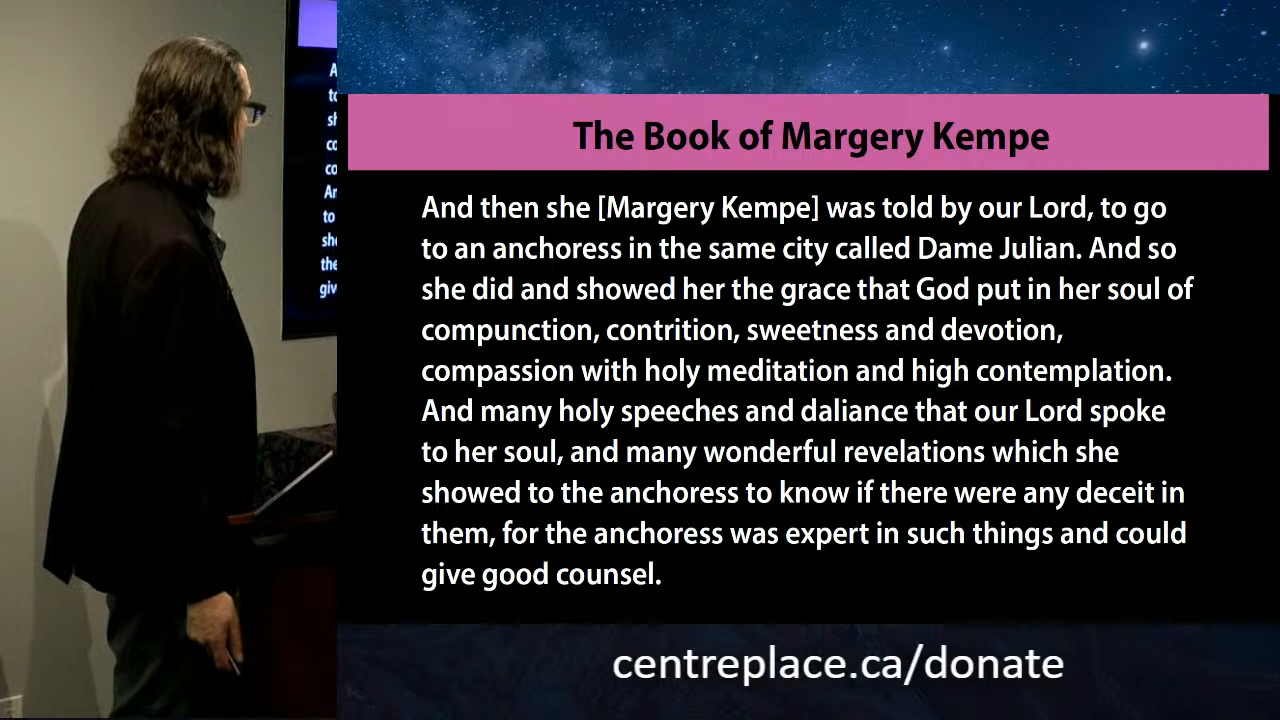 The Book of Margery Kempe
And then she [Margery Kempe] was told by our Lord, to go
to an anchoress in the same city called Dame Julian. And so
she did and showed her the grace that God put in her soul of
compunction, contrition, sweetness and devotion,
compassion with holy meditation and high contemplation.
And many holy speeches and daliance that our Lord spoke
to her soul, and many wonderful revelations which she
showed to the anchoress to know if there were any deceit in
them, for the anchoress was expert in such things and could
give good counsel.
centreplace.ca/donate